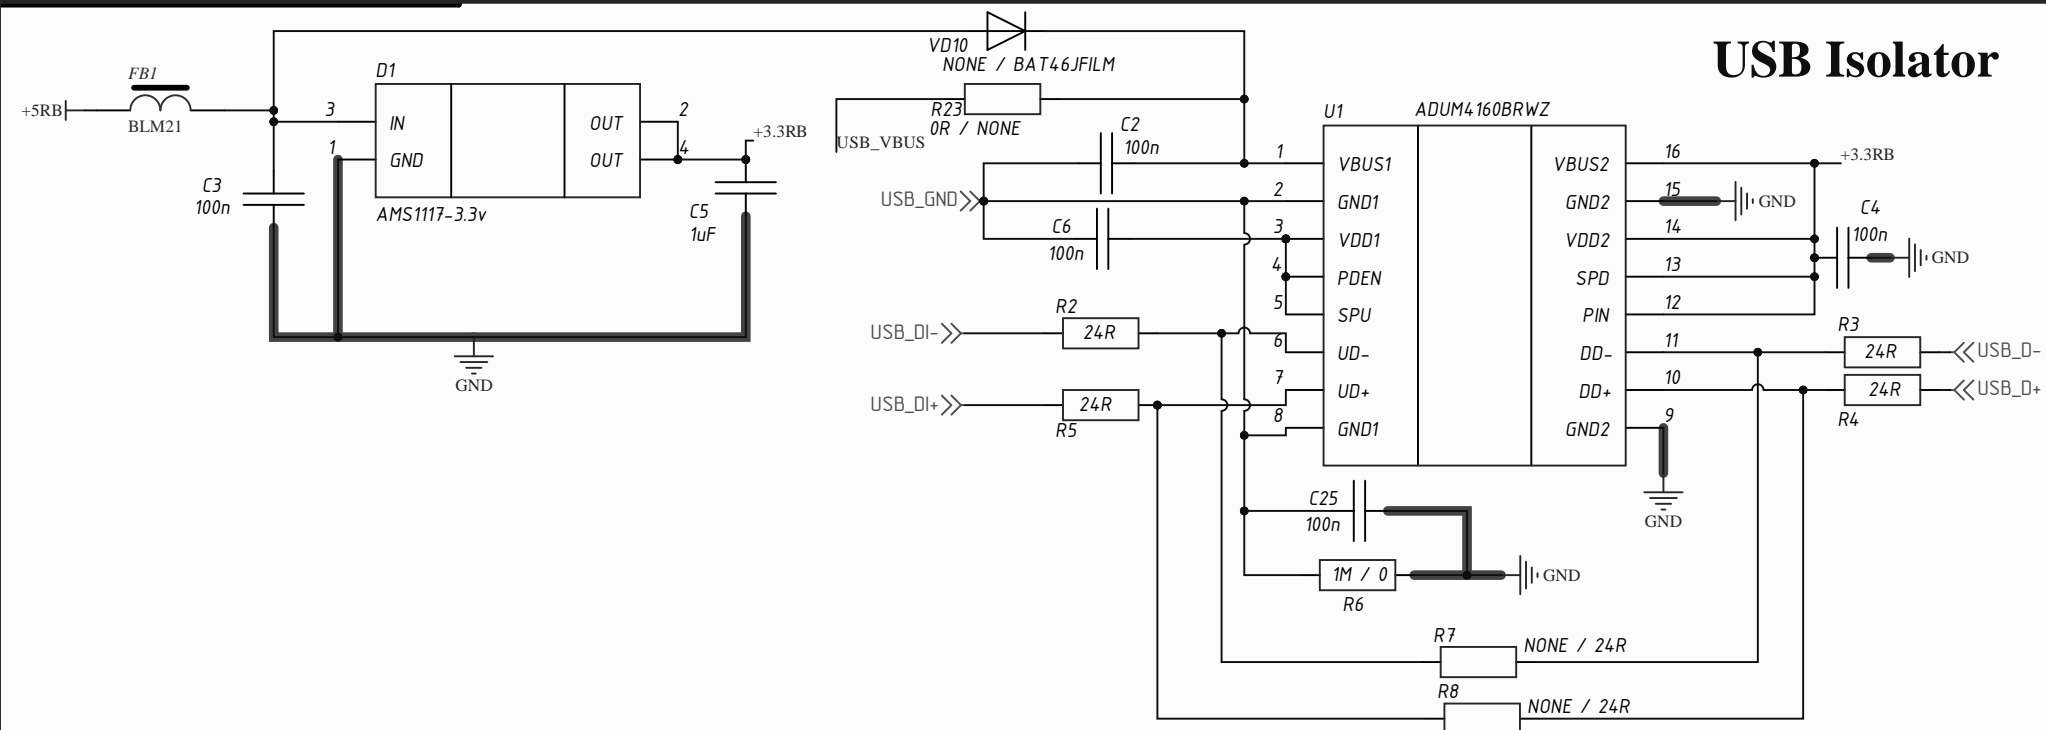 USB Isolator
VD10
NONE / BAT46JFILM
FB1
+5RB
BLM21
D1
3
IN
1
GND
OUT
2
OUT
4
AMS1117-3.3v
+3.3RB
C3
100n
C5
1uF
GND
R23
0R / NONE
USB_VBUS
C2
100n
USB_GND
C6
100n
U1
ADUM4160BRWZ
1
VBUS1
2
GND1
3
VDD1
4
PDEN
5
SPU
6
UD-
7
UD+
8
GND1
VBUS2
16
GND2
15
VDD2
14
SPD
13
PIN
12
DD-
11
DD+
10
GND2
9
+3.3RB
GND
C4
100n
GND
R2
USB_DI-
24R
USB_DI+
24R
R5
R3
24R
USB_D-
24R
USB_D+
R4
GND
C25
100n
1M / 0
R6
GND
R7
NONE / 24R
R8
NONE / 24R